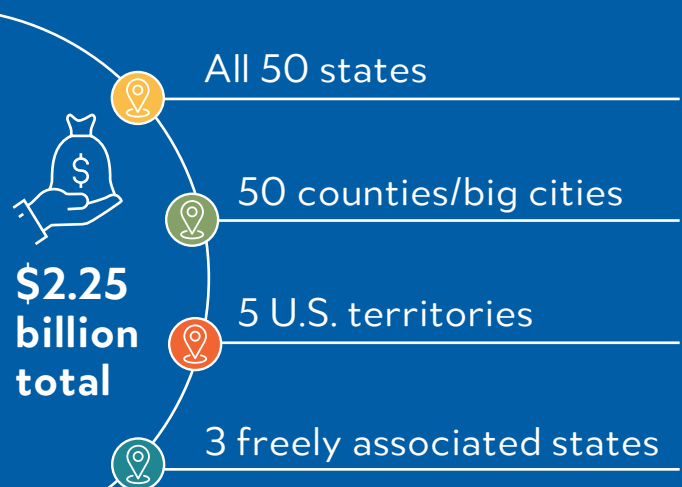 All 50 states
$
50 counties/big cities
$2.25
billion
total
5 U.S. territories
3 freely associated states